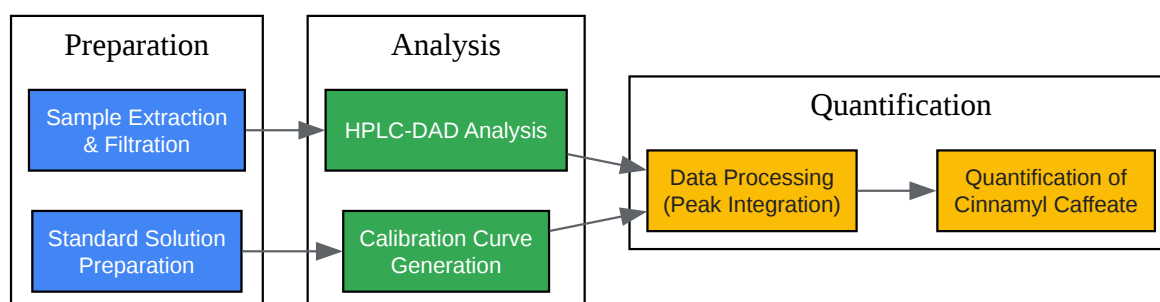 Preparation
Sample Extraction
& Filtration
Standard Solution
Preparation
Analysis
HPLC-DAD Analysis
Calibration Curve
Generation
Quantification
Data Processing
(Peak Integration)
Quantification of
Cinnamyl Caffeate